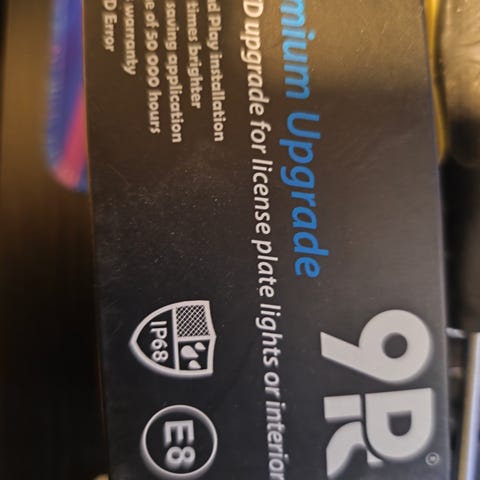 mium Upgrade
D upgrade for license plate lights or interior
nd Play installation
times brighter
saving application
e of 50 000 hours
warranty
D Error
9R
®
IP68
E8